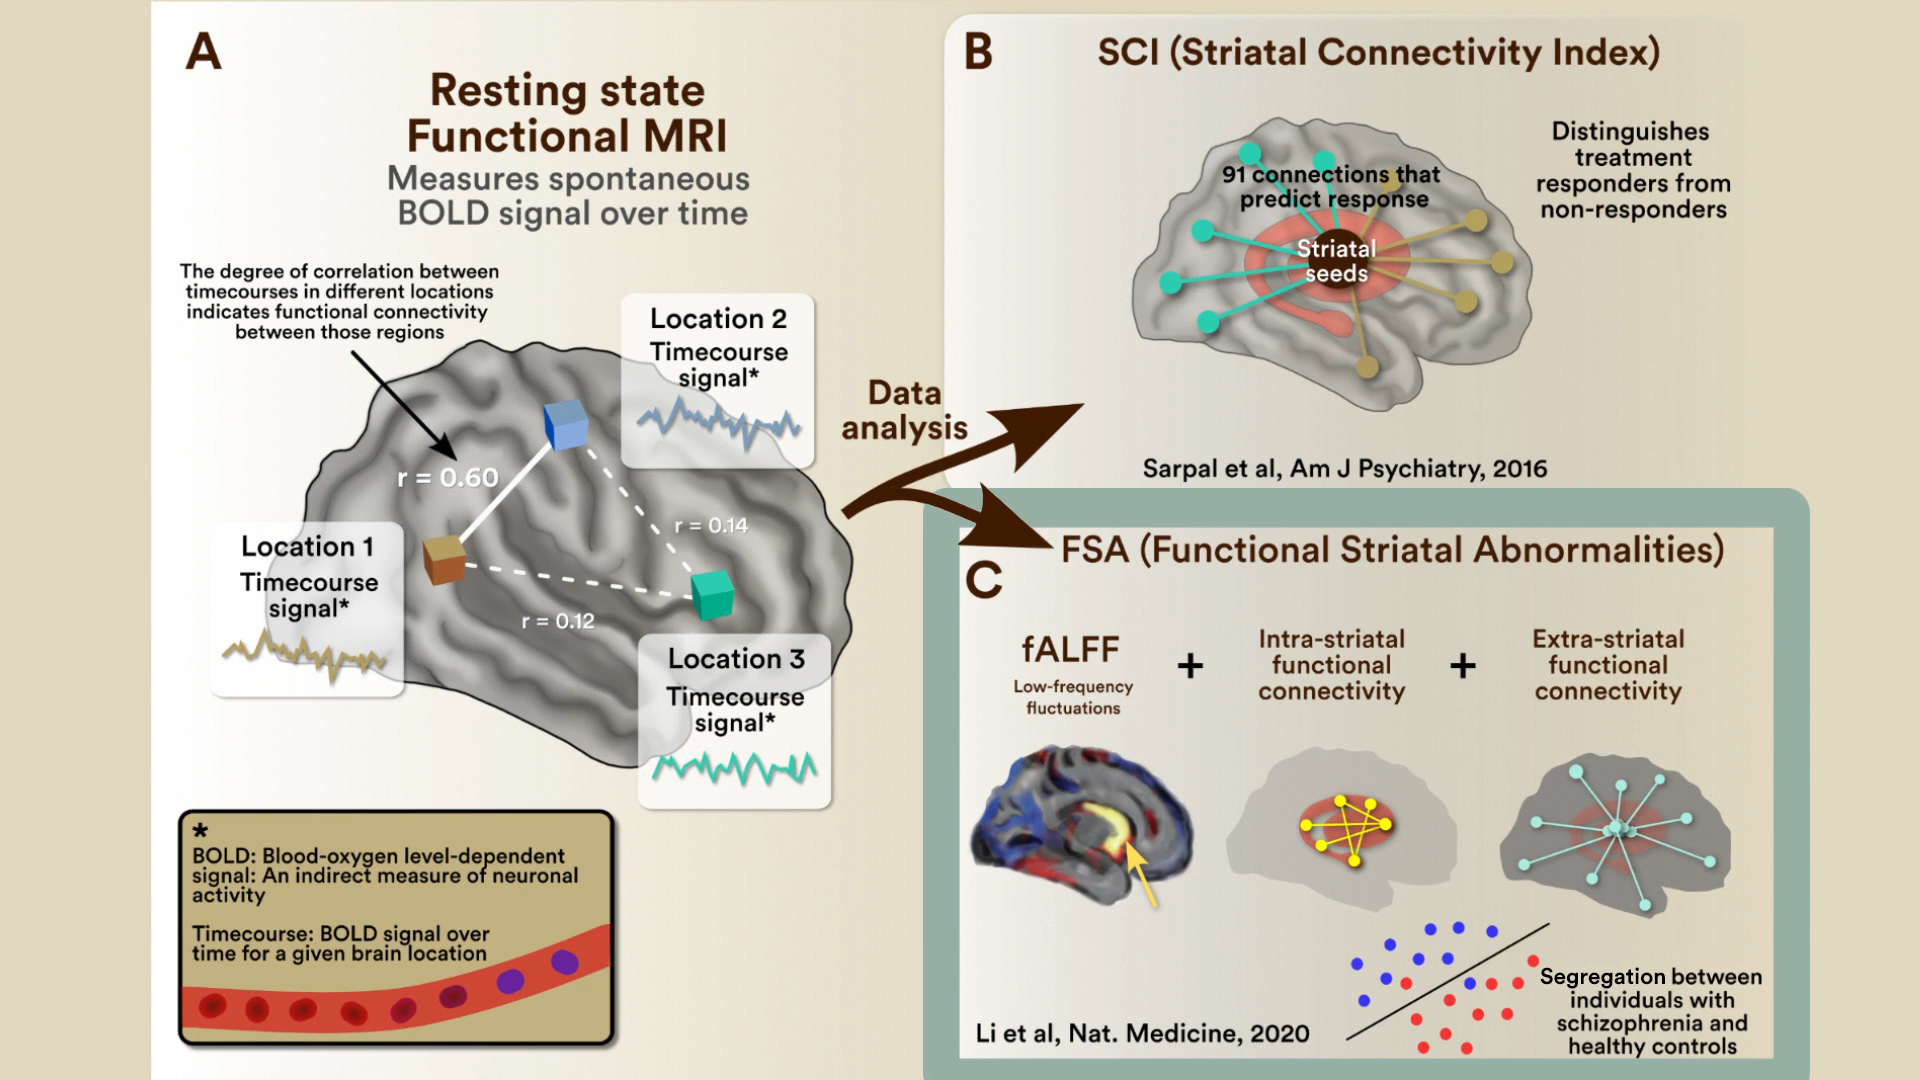 A
Resting state
Functional MRI
Measures spontaneous
BOLD signal over time
The degree of correlation between
timecourses in different locations
indicates functional connectivity
between those regions
Location 2
Timecourse
signal*
r = 0.60
r = 0.14
Location 1
Timecourse
signal*
r = 0.12
Location 3
Timecourse
signal*
*
BOLD: Blood-oxygen level-dependent
signal: An indirect measure of neuronal
activity
Timecourse: BOLD signal over
time for a given brain location
Data
analysis
B
SCI (Striatal Connectivity Index)
91 connections that
predict response
Striatal
seeds
Distinguishes
treatment
responders from
non-responders
Sarpal et al, Am J Psychiatry, 2016
FSA (Functional Striatal Abnormalities)
C
fALFF
Low-frequency
fluctuations
+
Intra-striatal
functional
connectivity
+
Extra-striatal
functional
connectivity
Segregation between
individuals with
schizophrenia and
healthy controls
Li et al, Nat. Medicine, 2020